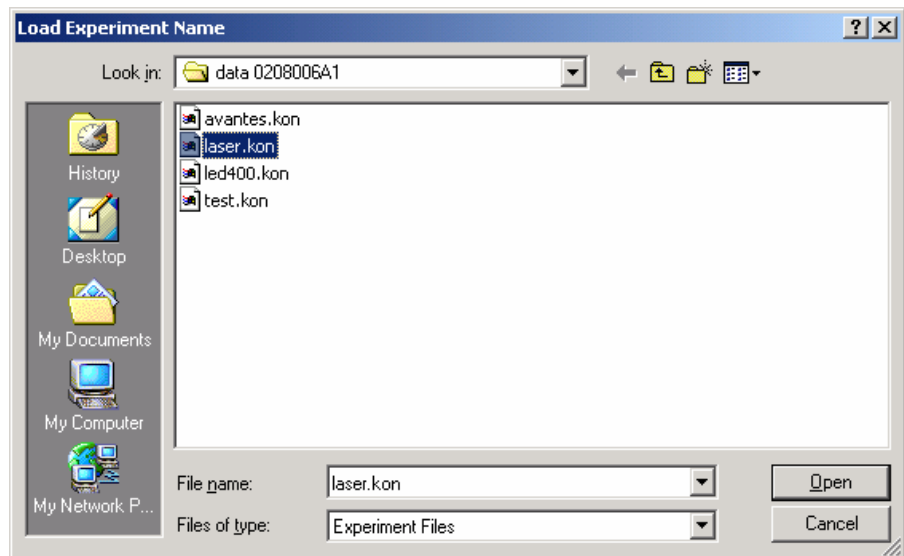 Load Experiment Name
Look in: data 0208006A1
History
Desktop
My Documents
My Computer
My Network P...
avantes.kon
laser.kon
led400.kon
test.kon
File name: laser.kon Open
Files of type: Experiment Files Cancel